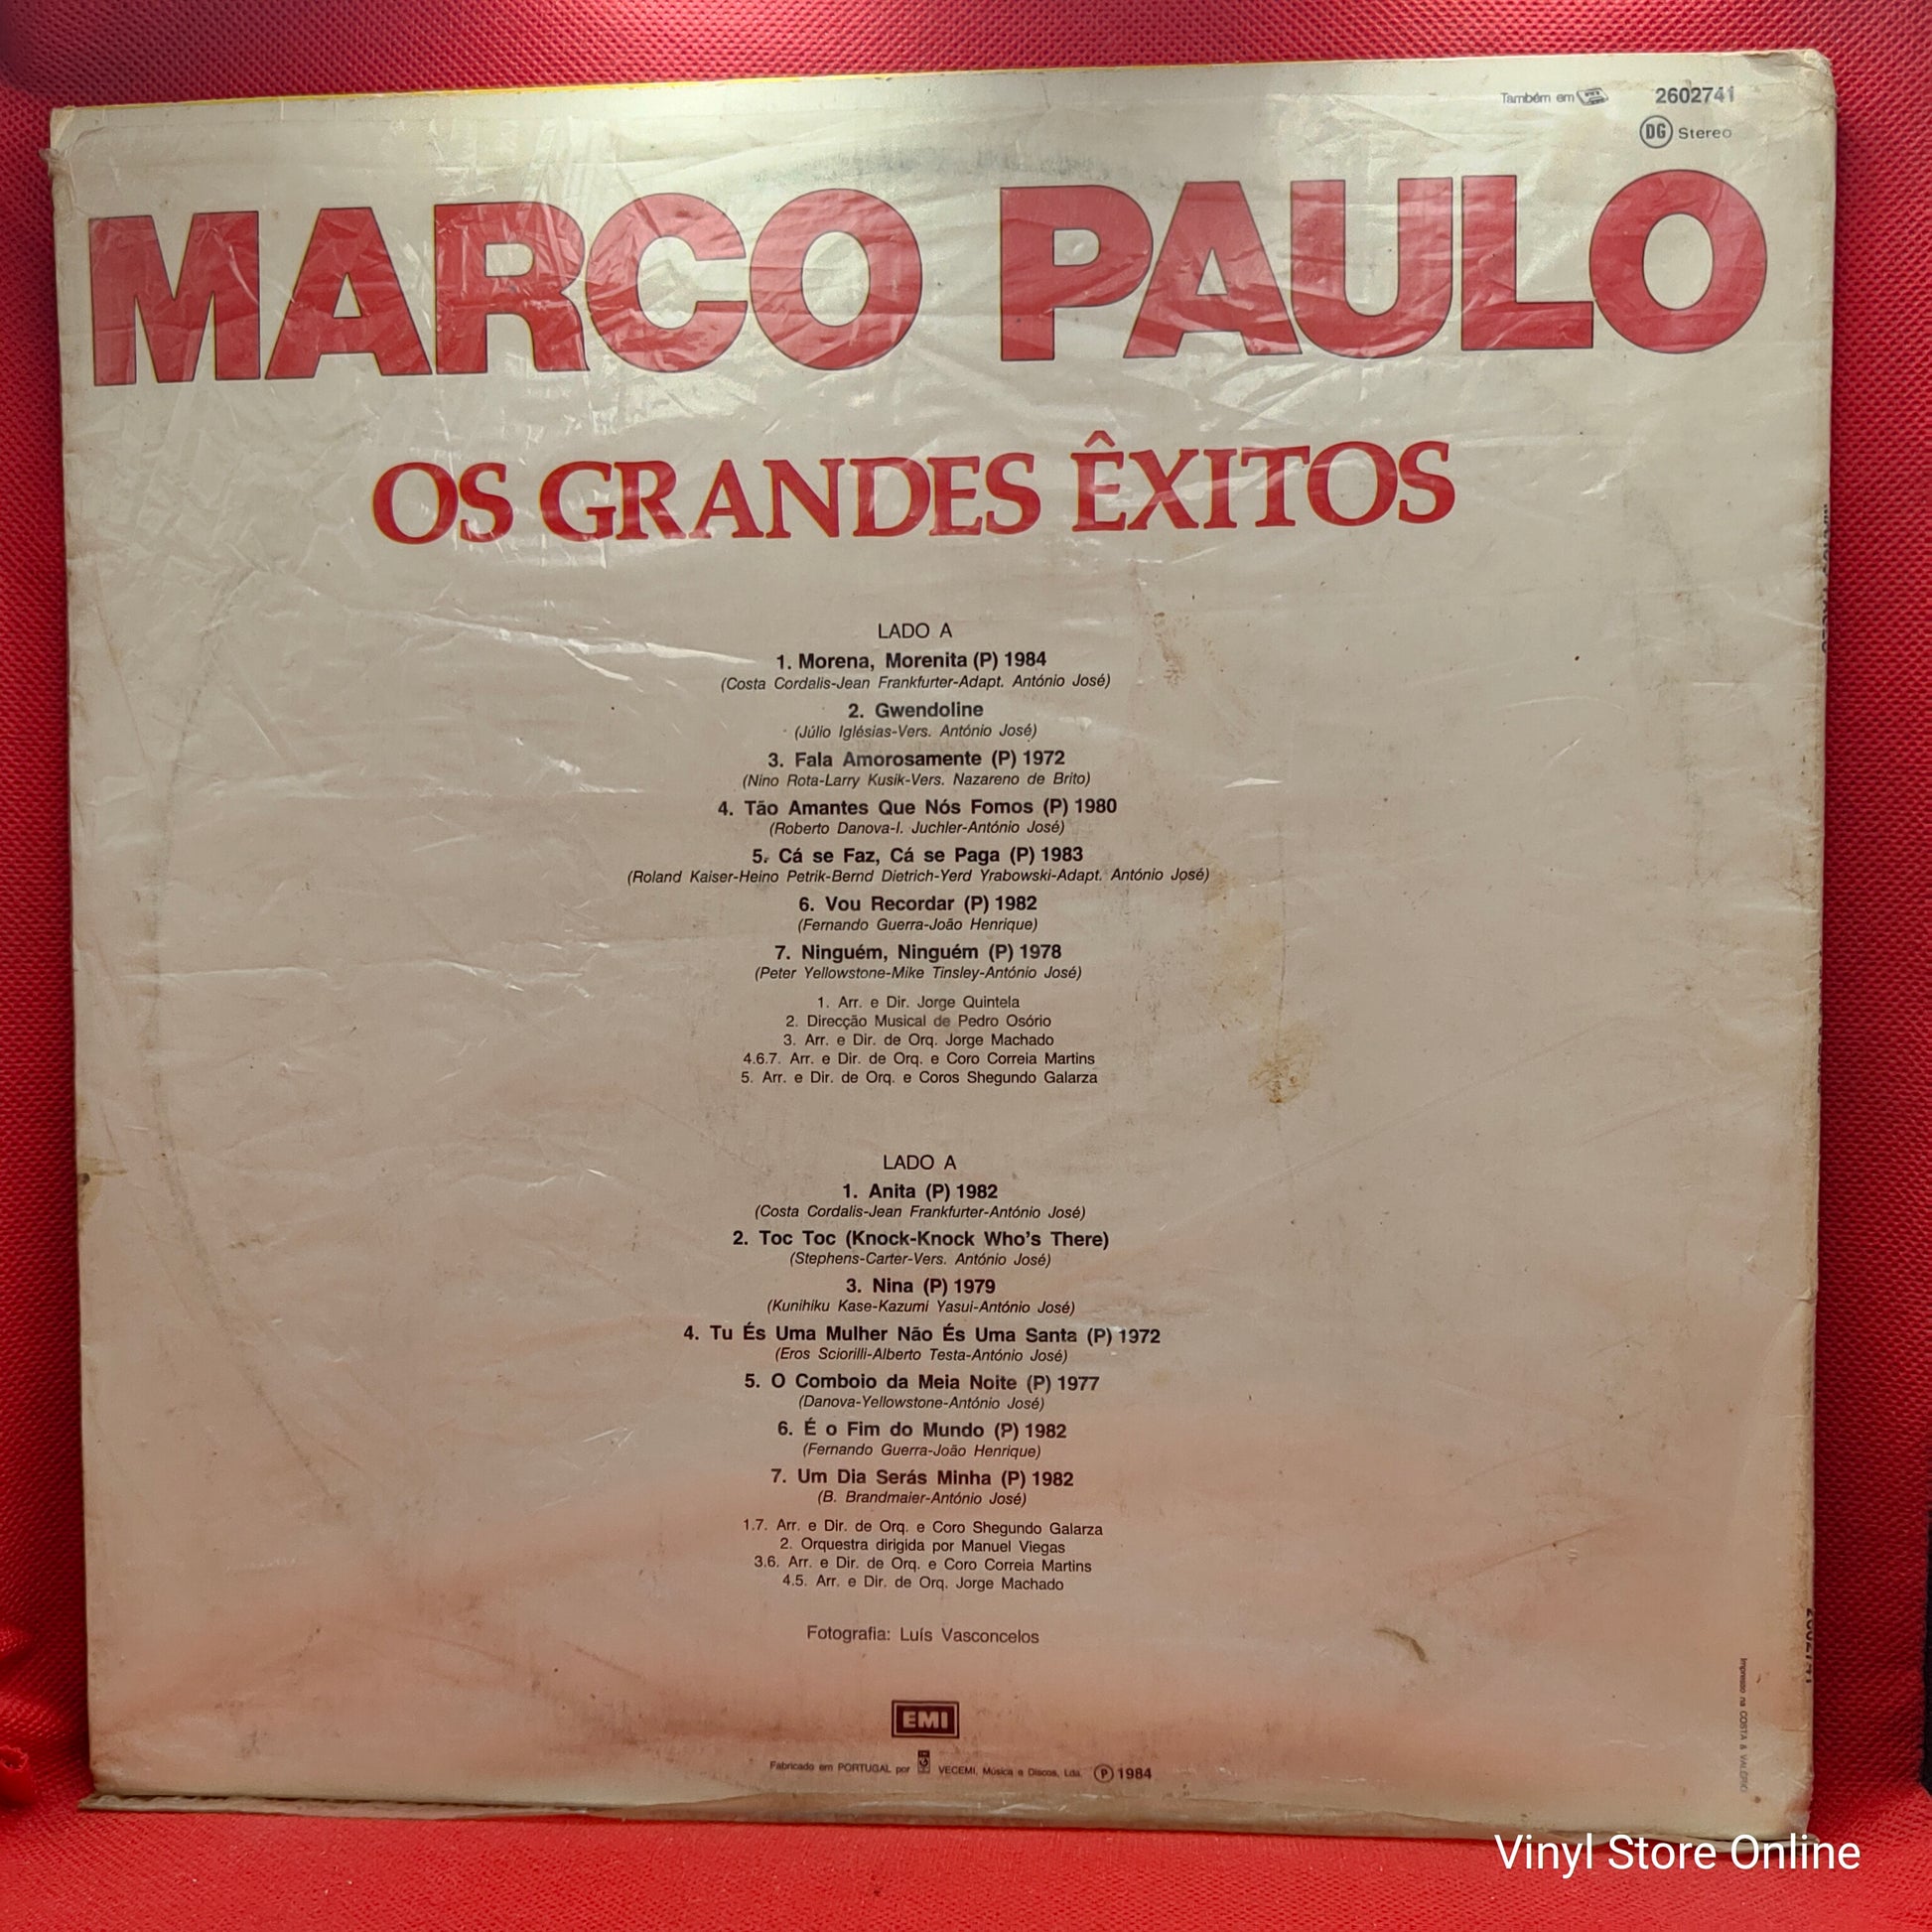 Também em
2602741
DG Stereo
MARCO PAULO
OS GRANDES ÊXITOS
LADO A
1. Morena, Morenita (P) 1984
(Costa Cordalis-Jean Frankfurter-Adapt. António José)
2. Gwendoline
(Júlio Iglésias-Vers. António José)
3. Fala Amorosamente (P) 1972
(Nino Rota-Larry Kusik-Vers. Nazareno de Brito)
4. Tão Amantes Que Nós Fomos (P) 1980
(Roberto Danova-I. Juchler-António José)
5. Cá se Faz, Cá se Paga (P) 1983
(Roland Kaiser-Heino Petrik-Bernd Dietrich-Yerd Yrabowski-Adapt. António José)
6. Vou Recordar (P) 1982
(Fernando Guerra-João Henrique)
7. Ninguém, Ninguém (P) 1978
(Peter Yellowstone-Mike Tinsley-António José)
1. Arr. e Dir. Jorge Quintela
2. Direcção Musical de Pedro Osório
3. Arr. e Dir. de Orq. Jorge Machado
4.6.7. Arr. e Dir. de Orq. e Coro Correia Martins
5. Arr. e Dir. de Orq. e Coros Shegundo Galarza
LADO A
1. Anita (P) 1982
(Costa Cordalis-Jean Frankfurter-António José)
2. Toc Toc (Knock-Knock Who's There)
(Stephens-Carter-Vers. António José)
3. Nina (P) 1979
(Kunihiku Kase-Kazumi Yasui-António José)
4. Tu És Uma Mulher Não És Uma Santa (P) 1972
(Eros Sciorilli-Alberto Testa-António José)
5. O Comboio da Meia Noite (P) 1977
(Danova-Yellowstone-António José)
6. É o Fim do Mundo (P) 1982
(Fernando Guerra-João Henrique)
7. Um Dia Serás Minha (P) 1982
(B. Brandmaier-António José)
1.7. Arr. e Dir. de Orq. e Coro Shegundo Galarza
2. Orquestra dirigida por Manuel Viegas
3.6. Arr. e Dir. de Orq. e Coro Correia Martins
4.5. Arr. e Dir. de Orq. Jorge Machado
Fotografia: Luís Vasconcelos
EMI
Fabricado em PORTUGAL por VECEMI, Música e Discos, Lda. Ⓟ 1984
Impresso na COSTA & VALÉRIO
Vinyl Store Online